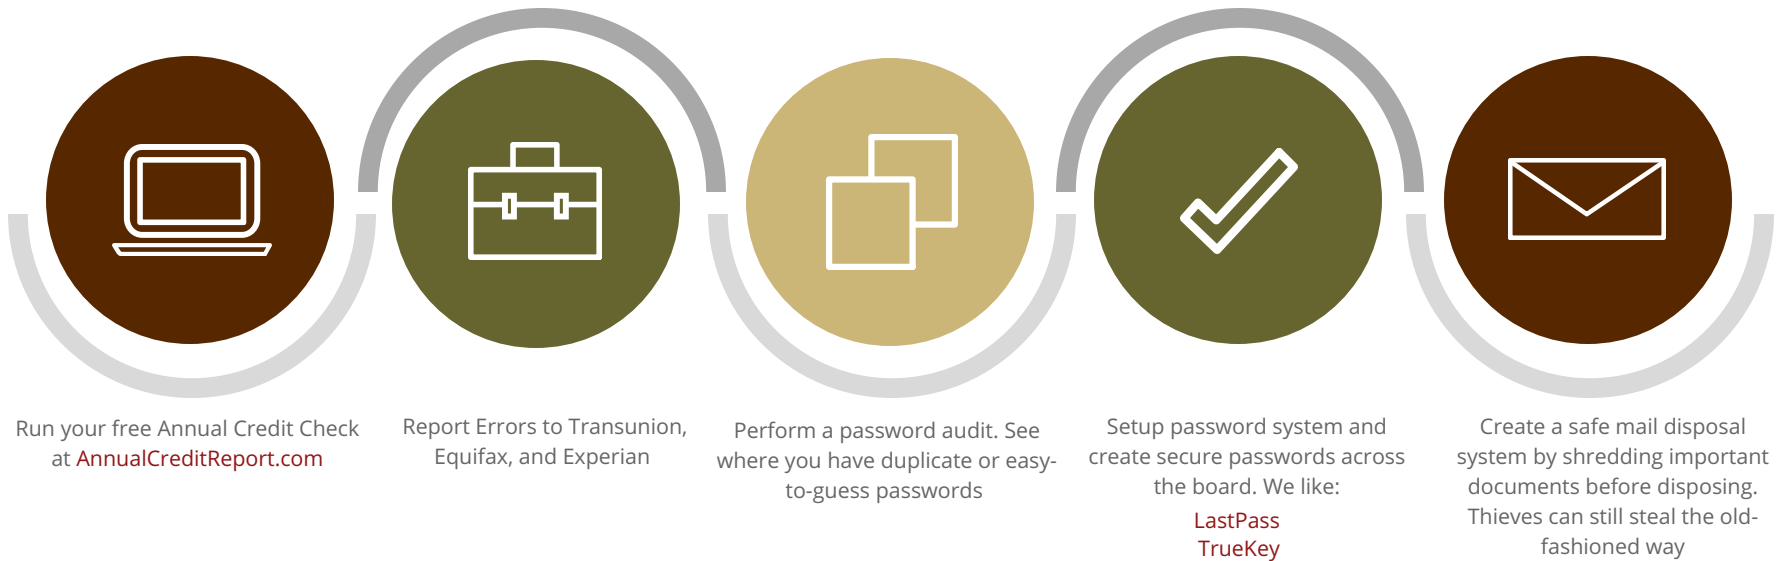 Run your free Annual Credit Check
at AnnualCreditReport.com
Report Errors to Transunion,
Equifax, and Experian
Perform a password audit. See
where you have duplicate or easy-
to-guess passwords
Setup password system and
create secure passwords across
the board. We like:
LastPass
TrueKey
Create a safe mail disposal
system by shredding important
documents before disposing.
Thieves can still steal the old-
fashioned way